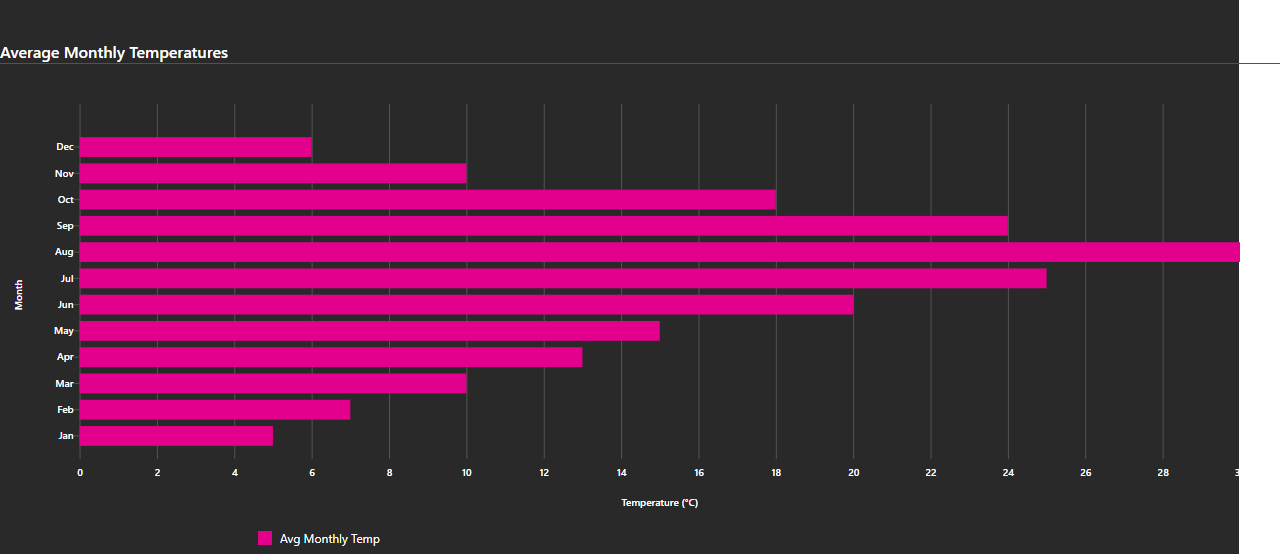 Average Monthly Temperatures
Dec
Nov
Oct
Sep
Aug
Jul
Jun
May
Apr
Mar
Feb
Jan
Month
0 2 4 6 8 10 12 14 16 18 20 22 24 26 28
Temperature (°C)
Avg Monthly Temp